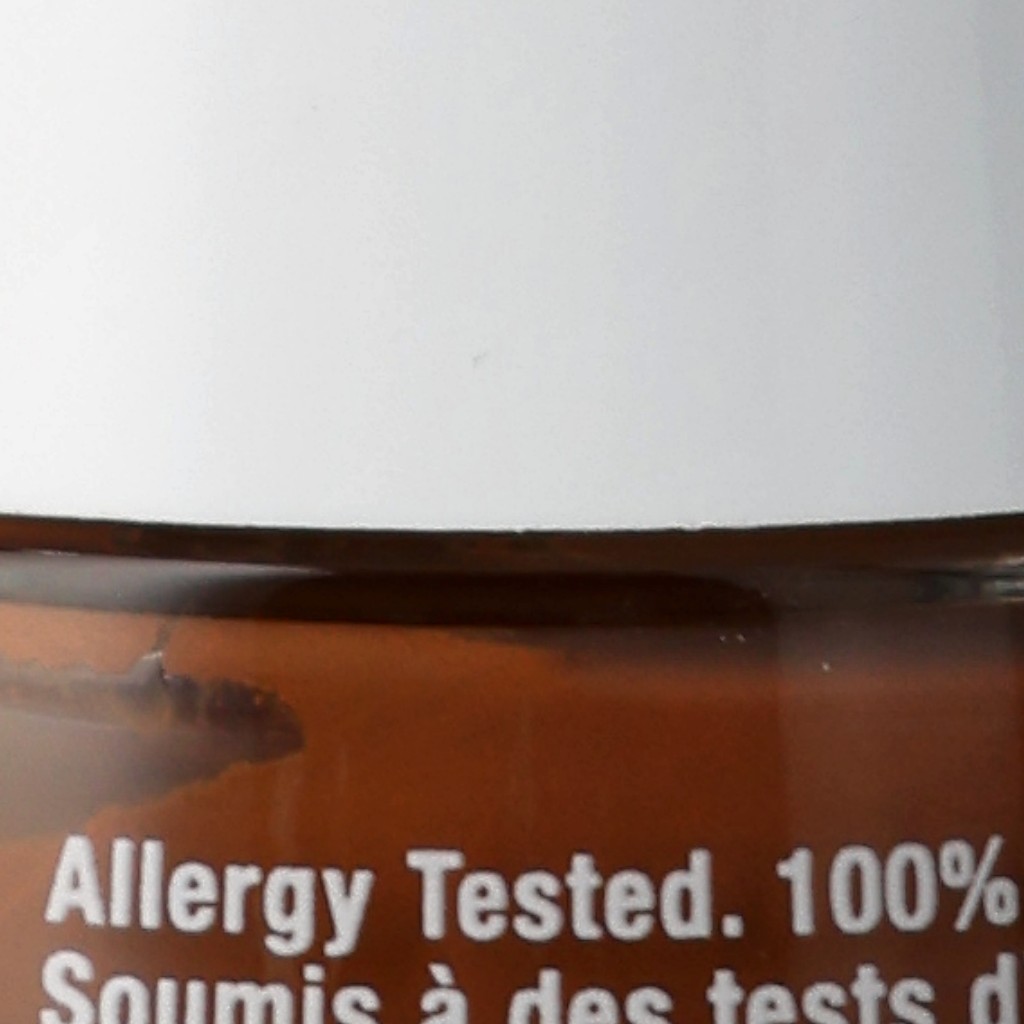 Allergy Tested. 100%
Soumis à des tests d